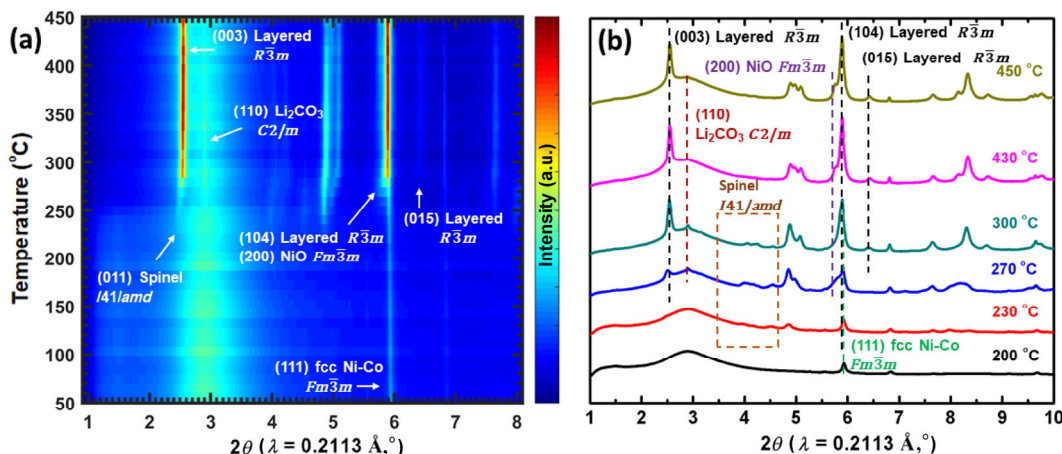 (a)
(003) Layered
R3̅m
(110) Li₂CO₃
C2/m
(015) Layered
R3̅m
(104) Layered R3̅m
(200) NiO Fm3̅m
(011) Spinel
I41/amd
(111) fcc Ni-Co
Fm3̅m
450
400
350
300
250
200
150
100
50
Temperature (°C)
1
2
3
4
5
6
7
8
2θ ( λ = 0.2113 Å,°)
Intensity (a.u.)
(b)
(104) Layered R3̅m
(003) Layered R3̅m
(015) Layered R3̅m
(200) NiO Fm3̅m
450 °C
(110)
Li₂CO₃ C2/m
430 °C
Spinel
I41/amd
300 °C
270 °C
230 °C
(111) fcc Ni-Co
Fm3̅m
200 °C
1
2
3
4
5
6
7
8
9
10
2θ ( λ = 0.2113 Å,°)